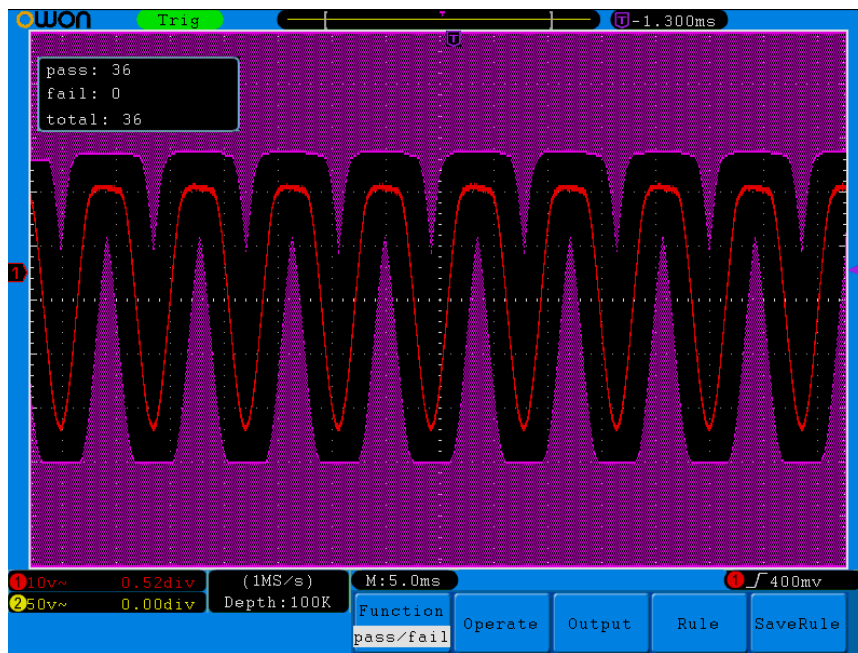 OWON Trig T -1.300ms
T
pass: 36
fail: 0
total: 36
1
1 10v~ 0.52div (1MS/s) M:5.0ms 1 400mv
2 50v~ 0.00div Depth:100K
Function Operate Output Rule SaveRule
pass/fail